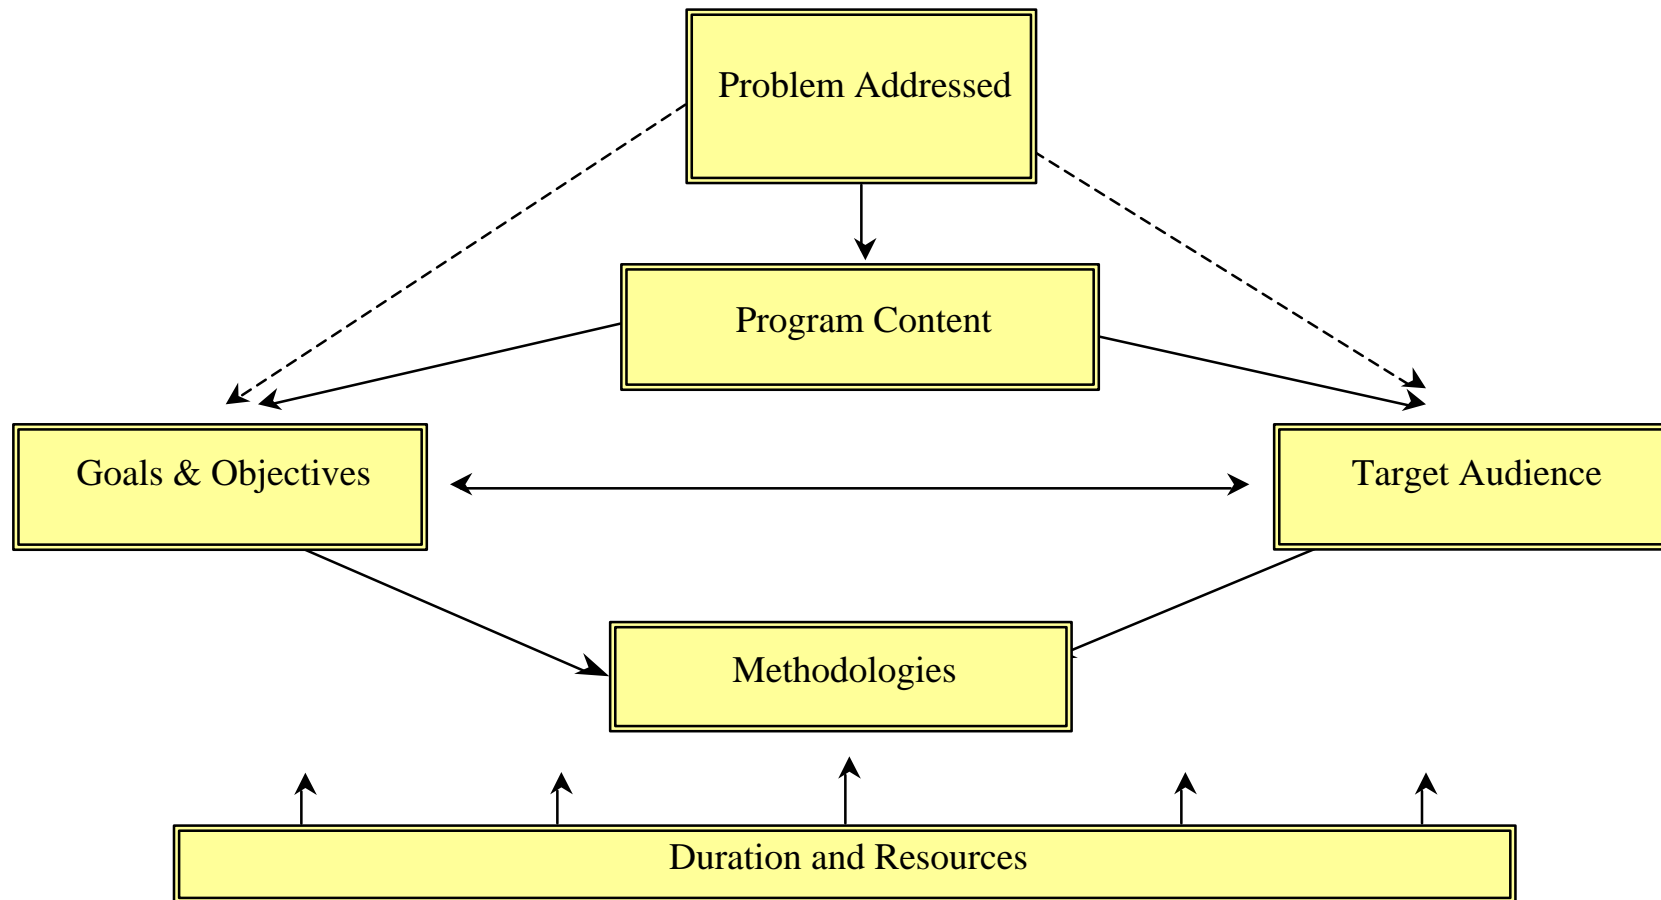 Problem Addressed
Program Content
Goals & Objectives
Target Audience
Methodologies
Duration and Resources